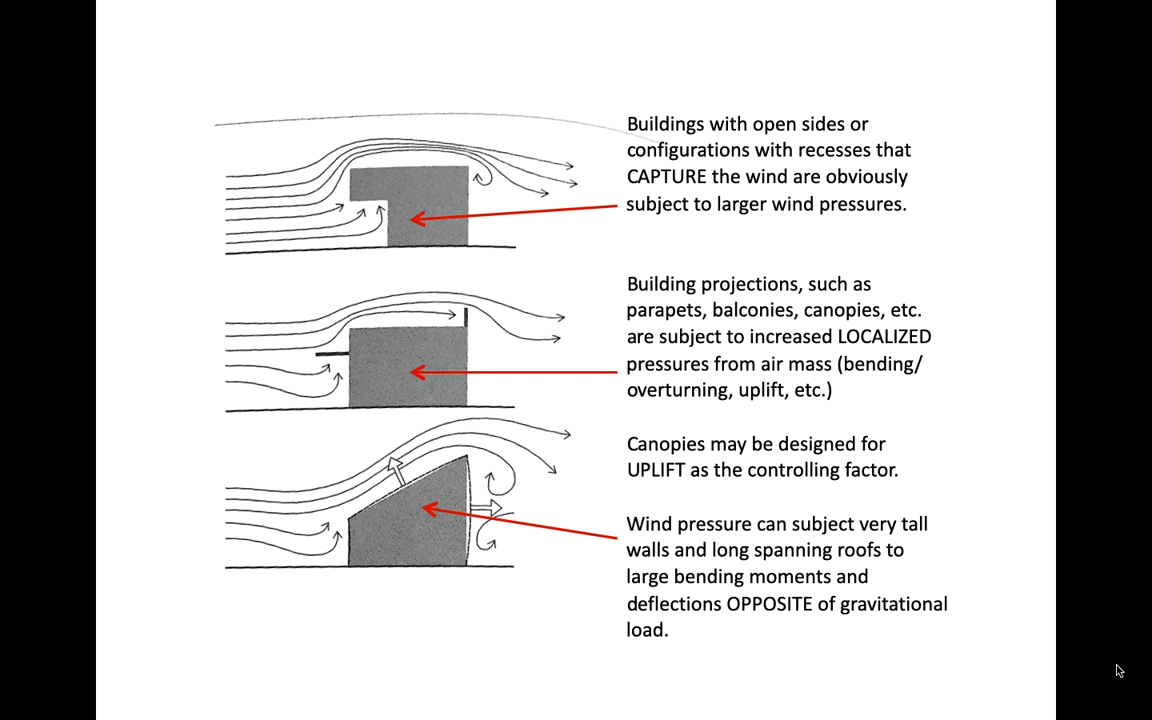 Buildings with open sides or
configurations with recesses that
CAPTURE the wind are obviously
subject to larger wind pressures.
Building projections, such as
parapets, balconies, canopies, etc.
are subject to increased LOCALIZED
pressures from air mass (bending/
overturning, uplift, etc.)
Canopies may be designed for
UPLIFT as the controlling factor.
Wind pressure can subject very tall
walls and long spanning roofs to
large bending moments and
deflections OPPOSITE of gravitational
load.